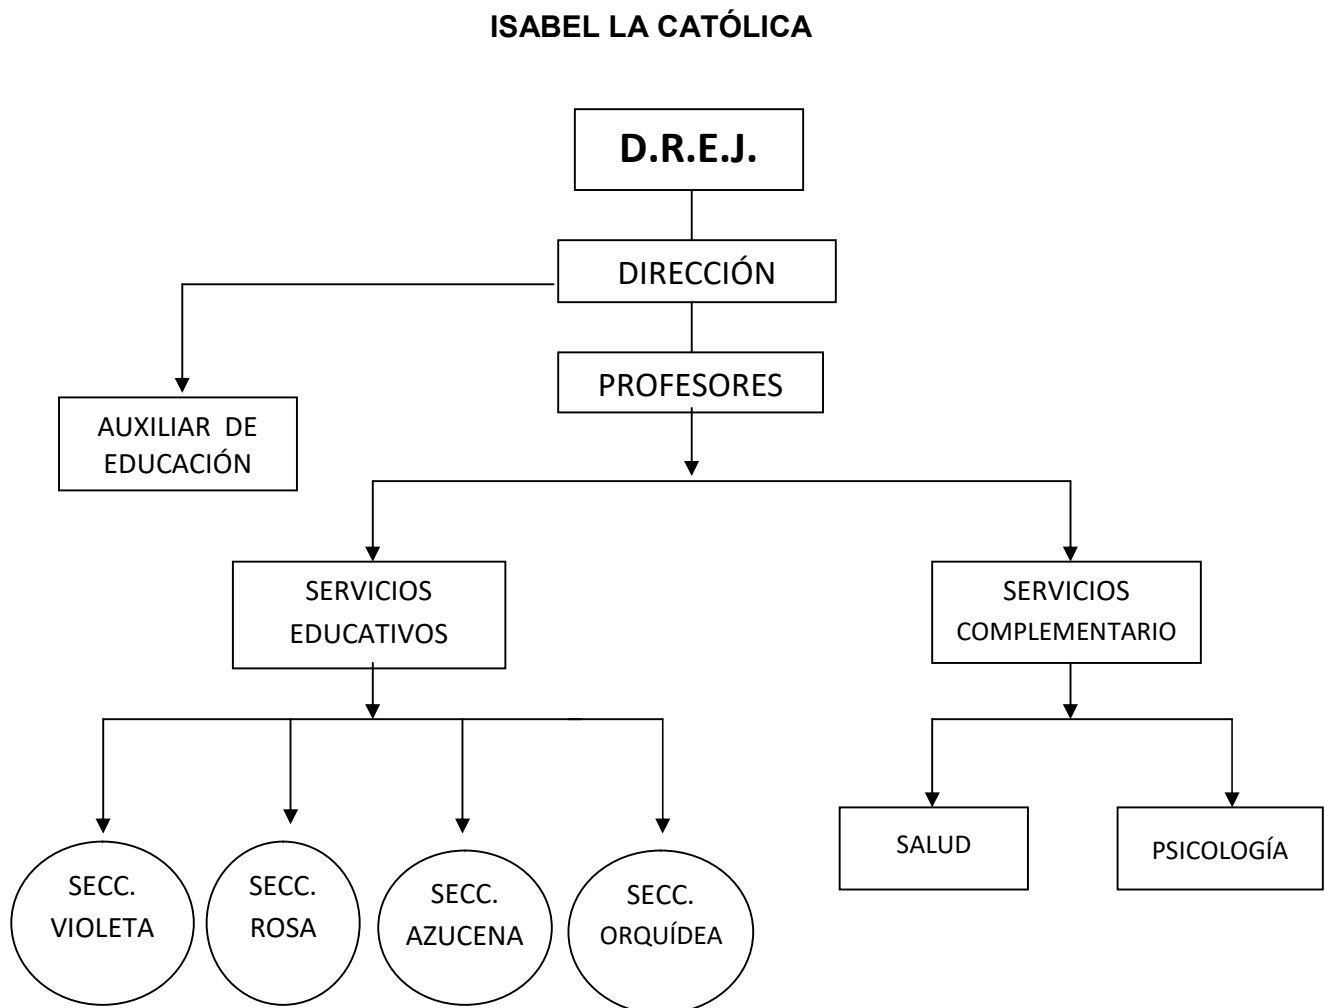 ISABEL LA CATÓLICA
D.R.E.J.
DIRECCIÓN
PROFESORES
AUXILIAR DE
EDUCACIÓN
SERVICIOS
EDUCATIVOS
SERVICIOS
COMPLEMENTARIO
SECC.
VIOLETA
SECC.
ROSA
SECC.
AZUCENA
SECC.
ORQUÍDEA
SALUD
PSICOLOGÍA